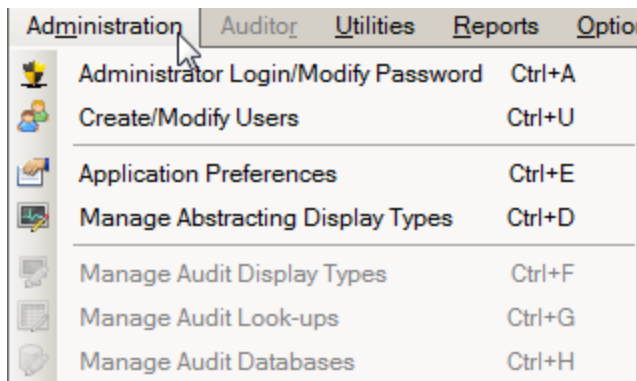 Administration Auditor Utilities Reports Optio
Administrator Login/Modify Password Ctrl+A
Create/Modify Users Ctrl+U
Application Preferences Ctrl+E
Manage Abstracting Display Types Ctrl+D
Manage Audit Display Types Ctrl+F
Manage Audit Look-ups Ctrl+G
Manage Audit Databases Ctrl+H